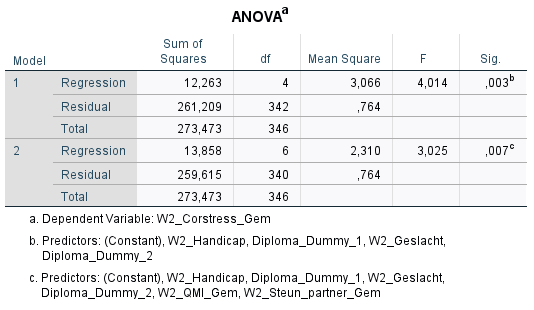 ANOVAa
Model Sum of Squares df Mean Square F Sig.
1 Regression 12,263 4 3,066 4,014 ,003b
Residual 261,209 342 ,764
Total 273,473 346
2 Regression 13,858 6 2,310 3,025 ,007c
Residual 259,615 340 ,764
Total 273,473 346
a. Dependent Variable: W2_Corstress_Gem
b. Predictors: (Constant), W2_Handicap, Diploma_Dummy_1, W2_Geslacht,
Diploma_Dummy_2
c. Predictors: (Constant), W2_Handicap, Diploma_Dummy_1, W2_Geslacht,
Diploma_Dummy_2, W2_QMI_Gem, W2_Steun_partner_Gem